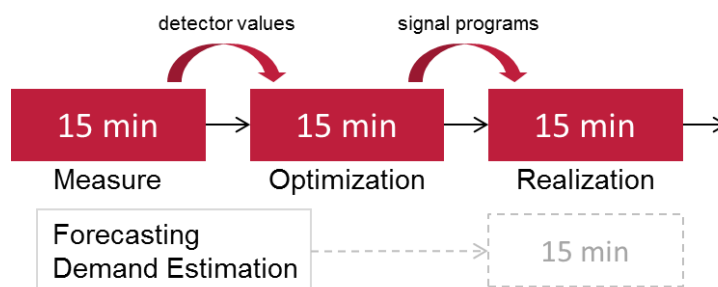 detector values
signal programs
15 min
15 min
15 min
Measure
Optimization
Realization
Forecasting
Demand Estimation
15 min